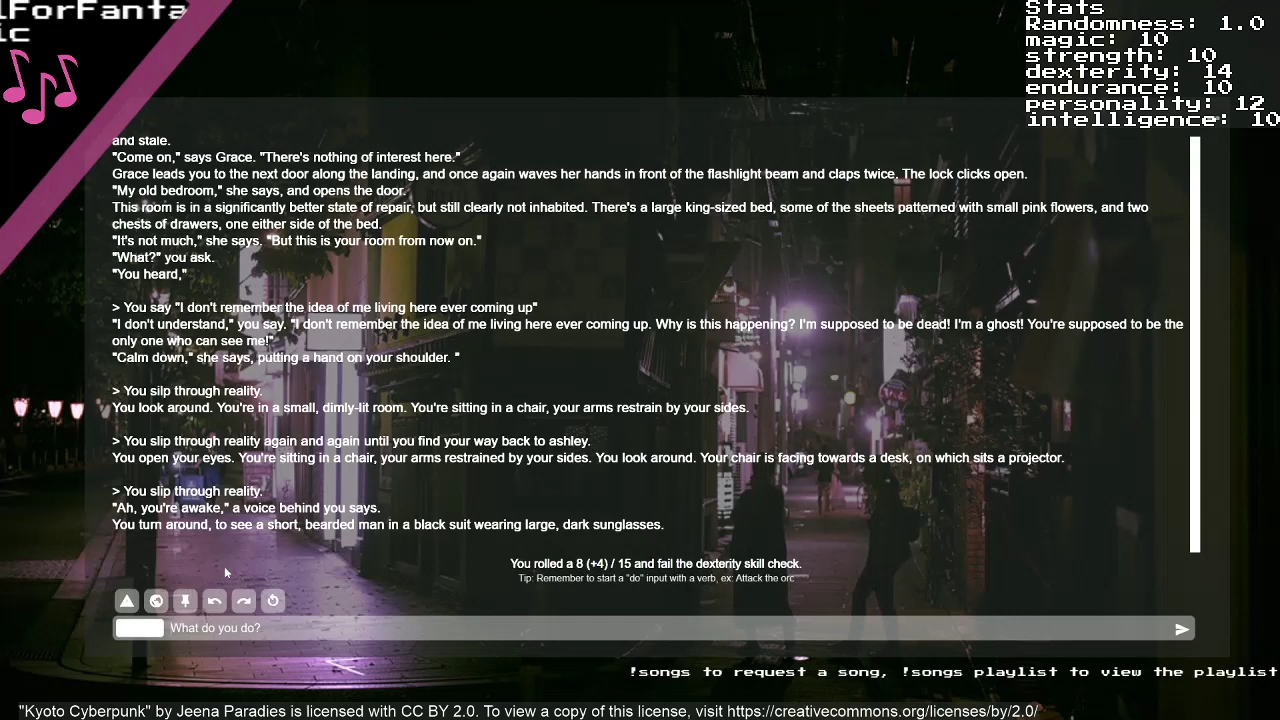 lForFanta
ic
Stats
Randomness: 1.0
magic: 10
strength: 10
dexterity: 14
endurance: 10
personality: 12
intelligence: 10
and stale.
"Come on," says Grace. "There's nothing of interest here."
Grace leads you to the next door along the landing, and once again waves her hands in front of the flashlight beam and claps twice. The lock clicks open.
"My old bedroom," she says, and opens the door.
This room is in a significantly better state of repair, but still clearly not inhabited. There's a large king-sized bed, some of the sheets patterned with small pink flowers, and two
chests of drawers, one either side of the bed.
"It's not much," she says. "But this is your room from now on."
"What?" you ask.
"You heard,"
> You say "I don't remember the idea of me living here ever coming up"
"I don't understand," you say. "I don't remember the idea of me living here ever coming up. Why is this happening? I'm supposed to be dead! I'm a ghost! You're supposed to be the
only one who can see me!"
"Calm down," she says, putting a hand on your shoulder. "
> You silp through reality.
You look around. You're in a small, dimly-lit room. You're sitting in a chair, your arms restrain by your sides.
> You slip through reality again and again until you find your way back to ashley.
You open your eyes. You're sitting in a chair, your arms restrained by your sides. You look around. Your chair is facing towards a desk, on which sits a projector.
> You slip through reality.
"Ah, you're awake," a voice behind you says.
You turn around, to see a short, bearded man in a black suit wearing large, dark sunglasses.
You rolled a 8 (+4) / 15 and fail the dexterity skill check.
Tip: Remember to start a "do" input with a verb, ex: Attack the orc
What do you do?
!songs to request a song, !songs playlist to view the playlist
"Kyoto Cyberpunk" by Jeena Paradies is licensed with CC BY 2.0. To view a copy of this license, visit https://creativecommons.org/licenses/by/2.0/